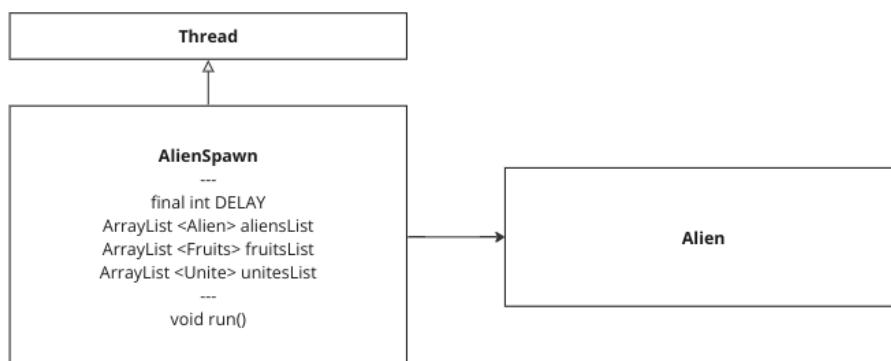 Thread
AlienSpawn
---
final int DELAY
ArrayList <Alien> aliensList
ArrayList <Fruits> fruitsList
ArrayList <Unite> unitesList
---
void run()
Alien